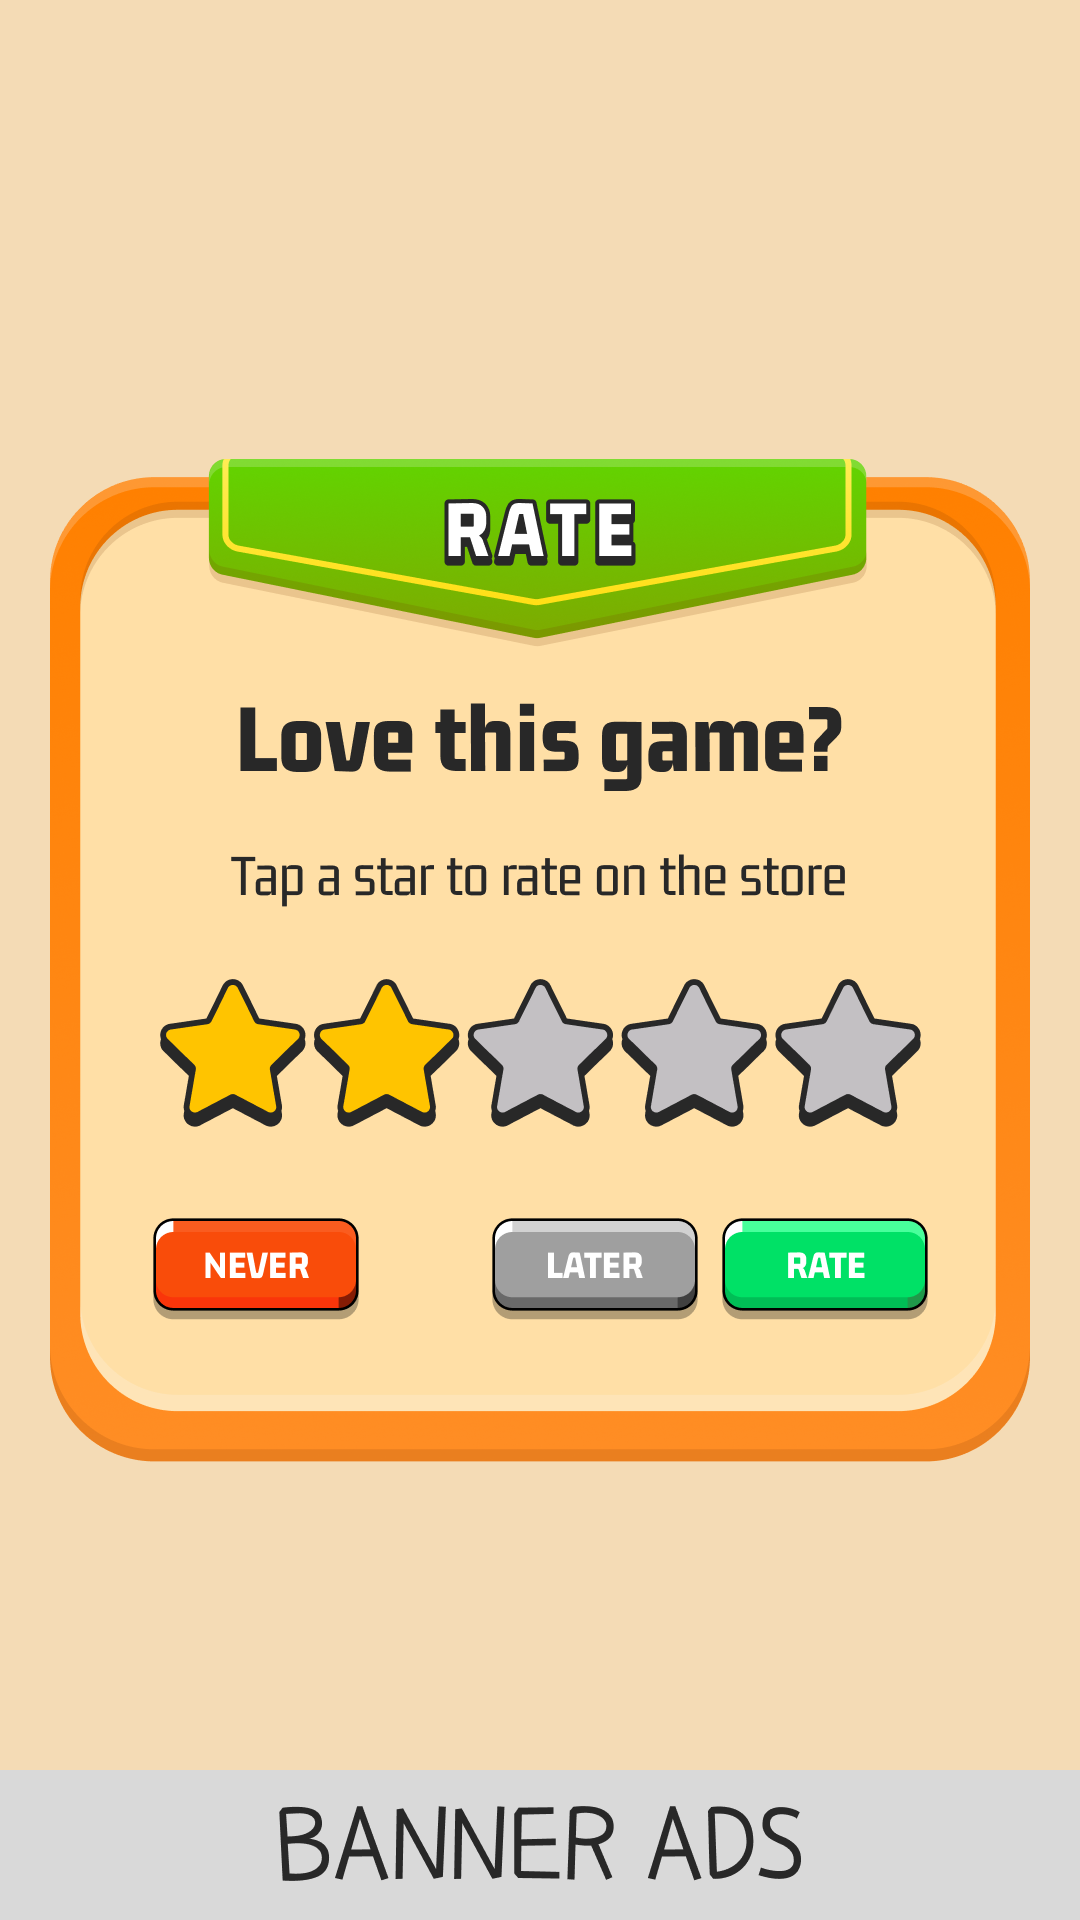 RATE
Love this game?
Tap a star to rate on the store
NEVER LATER RATE
BANNER ADS